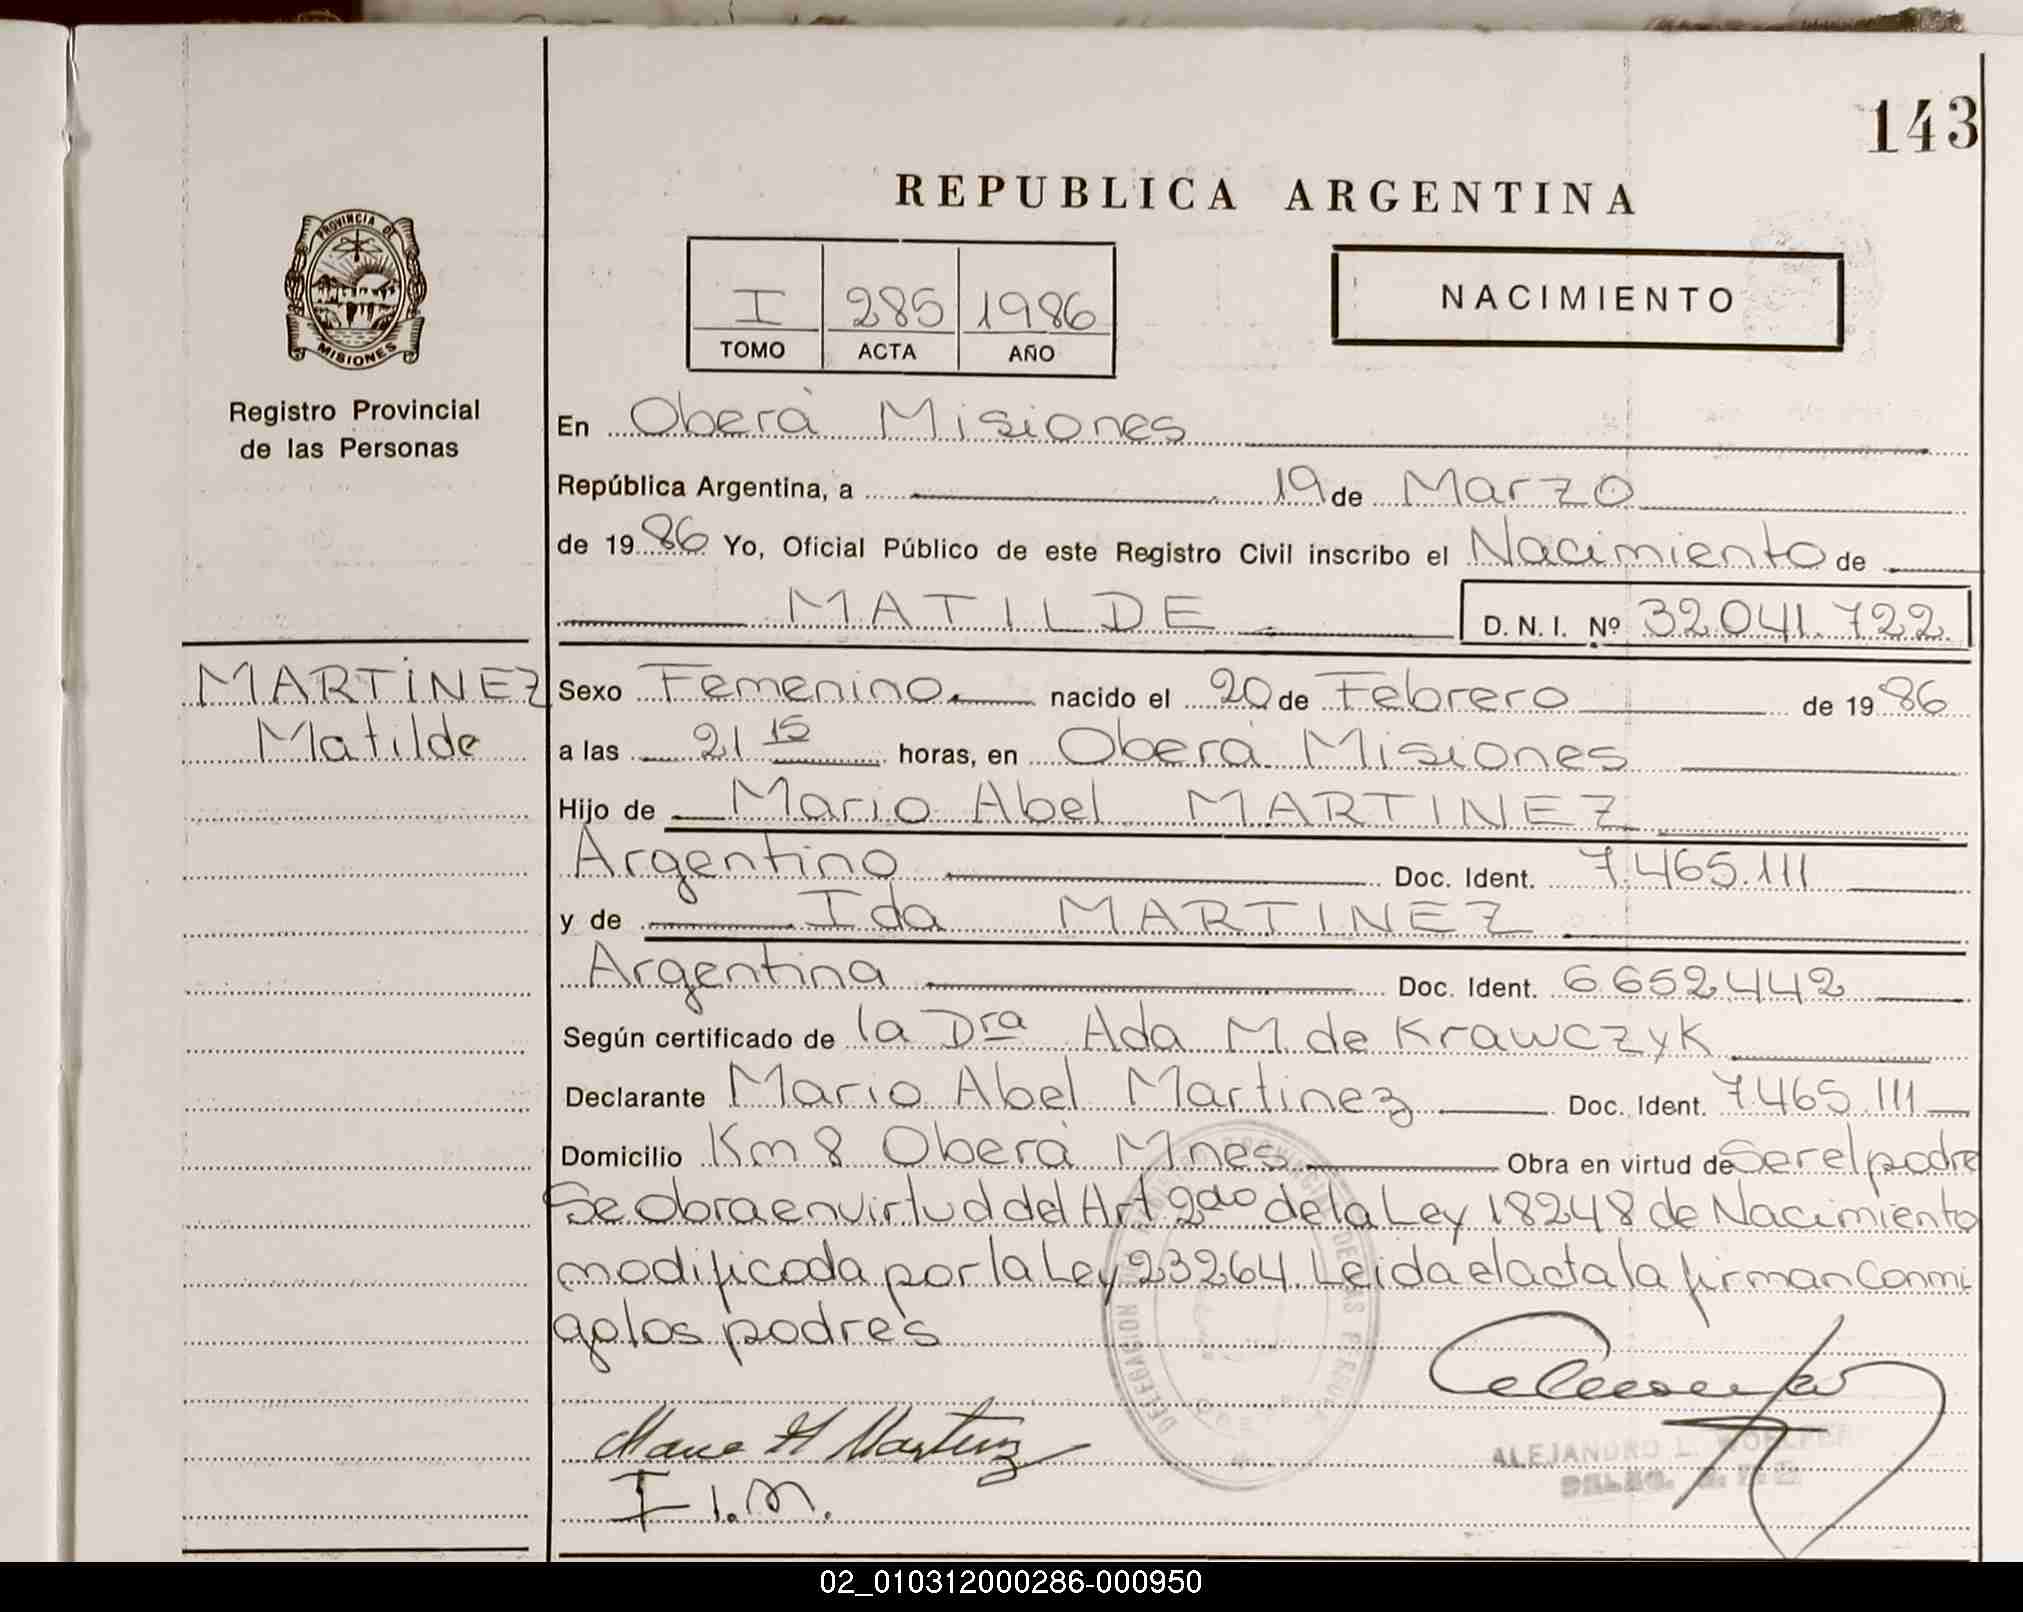 143
REPUBLICA ARGENTINA
PROVINCIA DE
MISIONES
I 285 1986
TOMO ACTA AÑO
NACIMIENTO
Registro Provincial
de las Personas
En Oberá Misiones
República Argentina, a 19 de Marzo
de 1986 Yo, Oficial Público de este Registro Civil inscribo el Nacimiento de
MATILDE D. N. I. Nº 32.041.722
MARTINEZ
Matilde
Sexo Femenino nacido el 20 de Febrero de 1986
a las 21 15 horas, en Oberá Misiones
Hijo de Mario Abel MARTINEZ
Argentino Doc. Ident. 7.465.111
y de Ida MARTINEZ
Argentina Doc. Ident. 6.652.442
Según certificado de la Dra Ada M. de Krawczyk
Declarante Mario Abel Martinez Doc. Ident. 7.465.111
Domicilio Km 8 Oberá Mnes Obra en virtud de Ser el padre
Se obra en virtud del Art 2do de la Ley 18248 de Nacimiento
modificada por la Ley 23264. Leida el acta la firman Conmi
go los padres
DELEGACION
ALEJANDRO L.
I I.M.
02_010312000286-000950